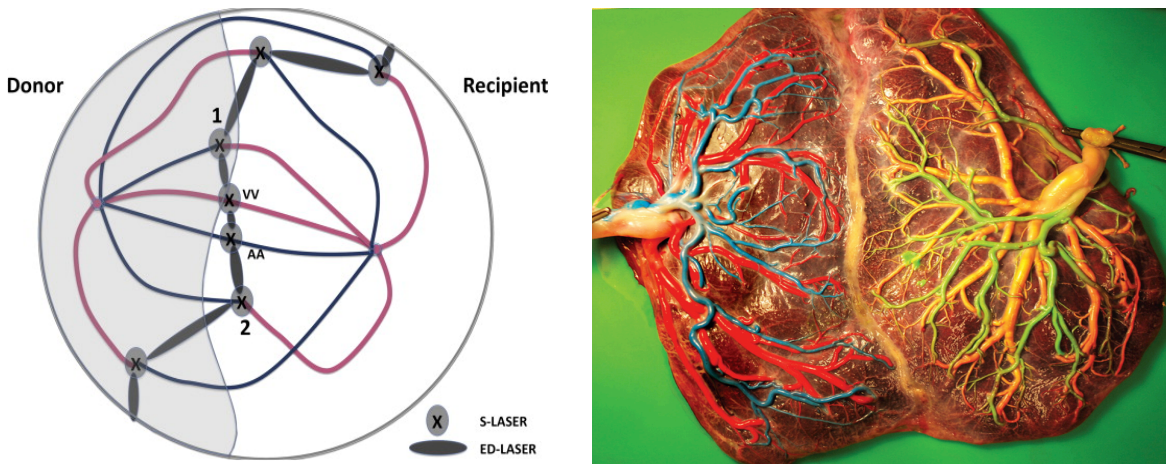 Donor
Recipient
X
X
1
X
X
VV
X
AA
X
2
X
X
S-LASER
ED-LASER